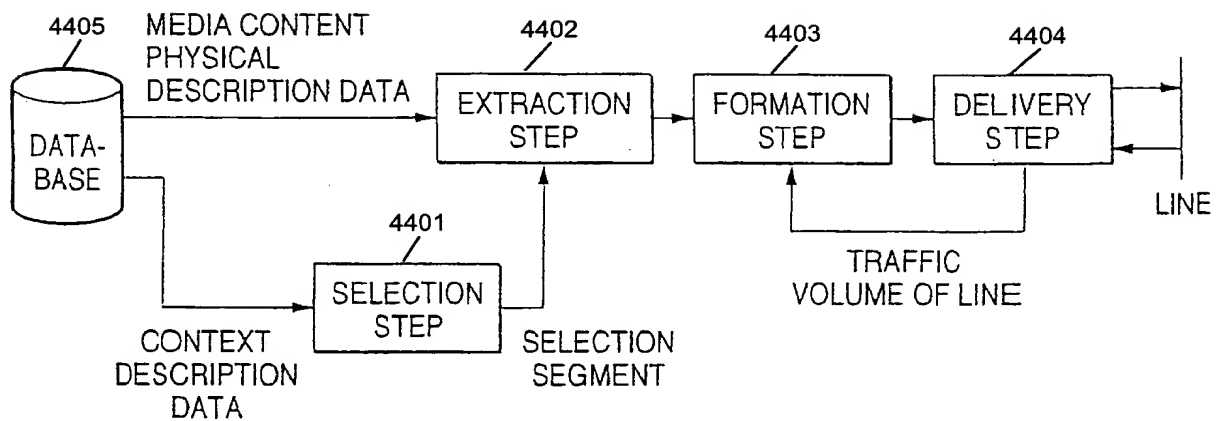 4405
MEDIA CONTENT
PHYSICAL
DESCRIPTION DATA
4402
4403
4404
DATA-
BASE
EXTRACTION
STEP
FORMATION
STEP
DELIVERY
STEP
LINE
4401
SELECTION
STEP
TRAFFIC
VOLUME OF LINE
CONTEXT
DESCRIPTION
DATA
SELECTION
SEGMENT